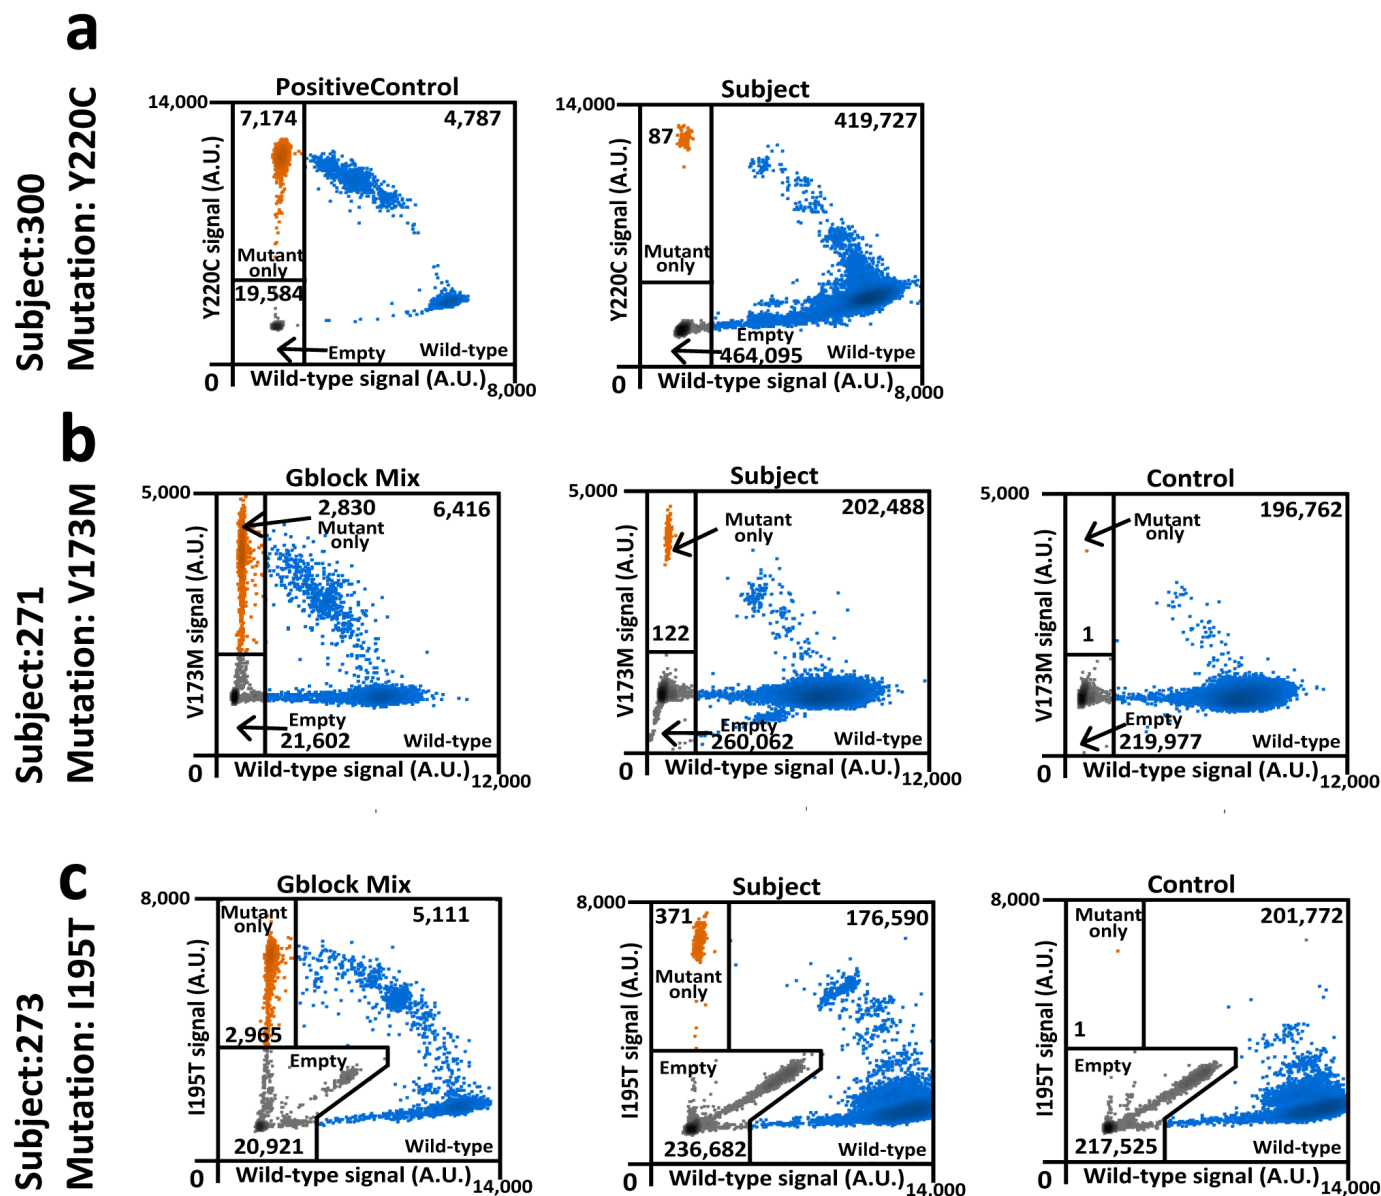 a
Subject:300
Mutation: Y220C
PositiveControl
14,000
7,174
4,787
Y220C signal (A.U.)
Mutant
only
19,584
Empty
Wild-type
0
Wild-type signal (A.U.)
8,000
Subject
14,000
87
419,727
Y220C signal (A.U.)
Mutant
only
Empty
464,095
Wild-type
0
Wild-type signal (A.U.)
8,000
b
Subject:271
Mutation: V173M
Gblock Mix
5,000
2,830
Mutant
only
6,416
V173M signal (A.U.)
Empty
21,602
Wild-type
0
Wild-type signal (A.U.)
12,000
Subject
5,000
202,488
Mutant
only
122
V173M signal (A.U.)
Empty
260,062
Wild-type
0
Wild-type signal (A.U.)
12,000
Control
5,000
196,762
Mutant
only
1
V173M signal (A.U.)
Empty
219,977
Wild-type
0
Wild-type signal (A.U.)
12,000
c
Subject:273
Mutation: I195T
Gblock Mix
8,000
Mutant
only
5,111
2,965
I195T signal (A.U.)
Empty
20,921
Wild-type
0
Wild-type signal (A.U.)
14,000
Subject
8,000
371
176,590
Mutant
only
I195T signal (A.U.)
Empty
236,682
Wild-type
0
Wild-type signal (A.U.)
14,000
Control
8,000
Mutant
only
201,772
1
I195T signal (A.U.)
Empty
217,525
Wild-type
0
Wild-type signal (A.U.)
14,000